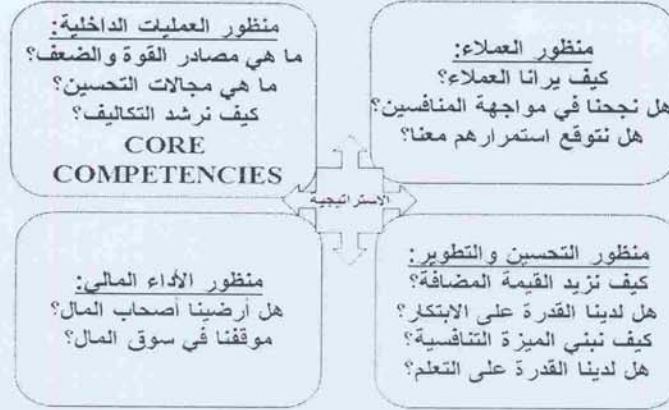 منظور العملاء:
كيف يرانا العملاء؟
هل نجحنا في مواجهة المنافسين؟
هل نتوقع استمرارهم معنا؟
منظور العمليات الداخلية:
ما هي مصادر القوة والضعف؟
ما هي مجالات التحسين؟
كيف نرشد التكاليف؟
CORE
COMPETENCIES
الاستراتيجية
منظور التحسين والتطوير:
كيف نزيد القيمة المضافة؟
هل لدينا القدرة على الابتكار؟
كيف نبني الميزة التنافسية؟
هل لدينا القدرة على التعلم؟
منظور الأداء المالي:
هل أرضينا أصحاب المال؟
موقفنا في سوق المال؟